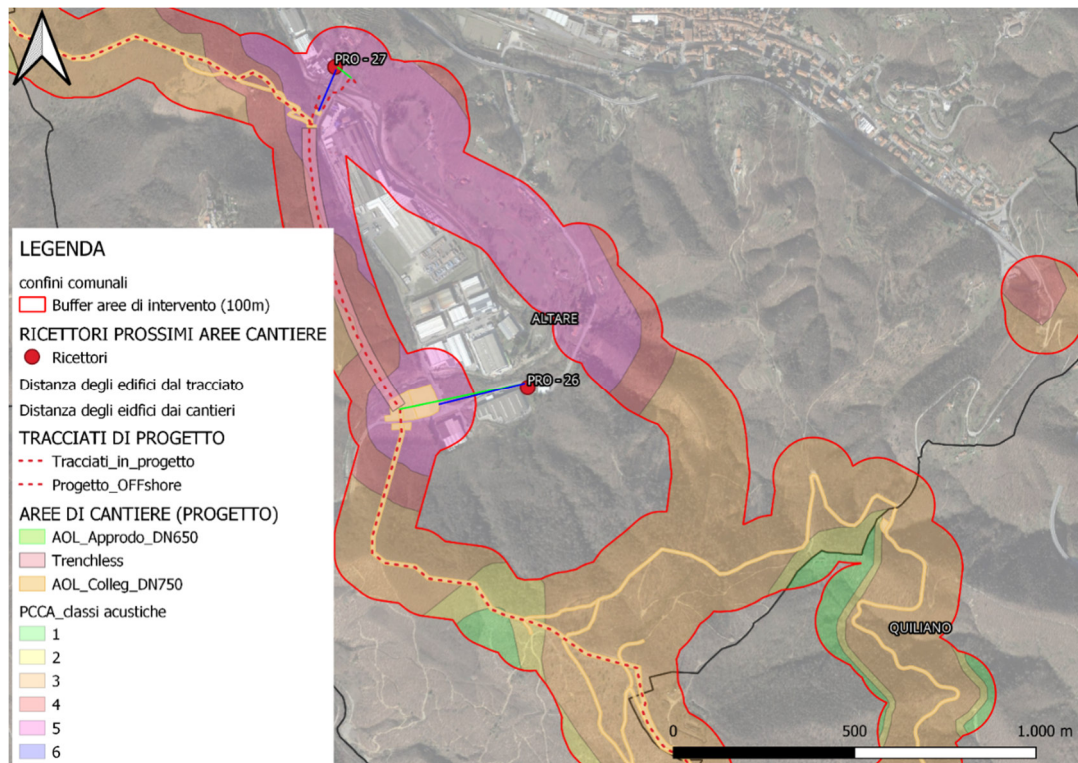 PRO - 27
ALTARE
PRO - 26
QUILIANO
LEGENDA
confini comunali
Buffer aree di intervento (100m)
RICETTORI PROSSIMI AREE CANTIERE
Ricettori
Distanza degli edifici dal tracciato
Distanza degli eidifici dai cantieri
TRACCIATI DI PROGETTO
Tracciati_in_progetto
Progetto_OFFshore
AREE DI CANTIERE (PROGETTO)
AOL_Approdo_DN650
Trenchless
AOL_Colleg_DN750
PCCA_classi acustiche
1
2
3
4
5
6
0 500 1.000 m